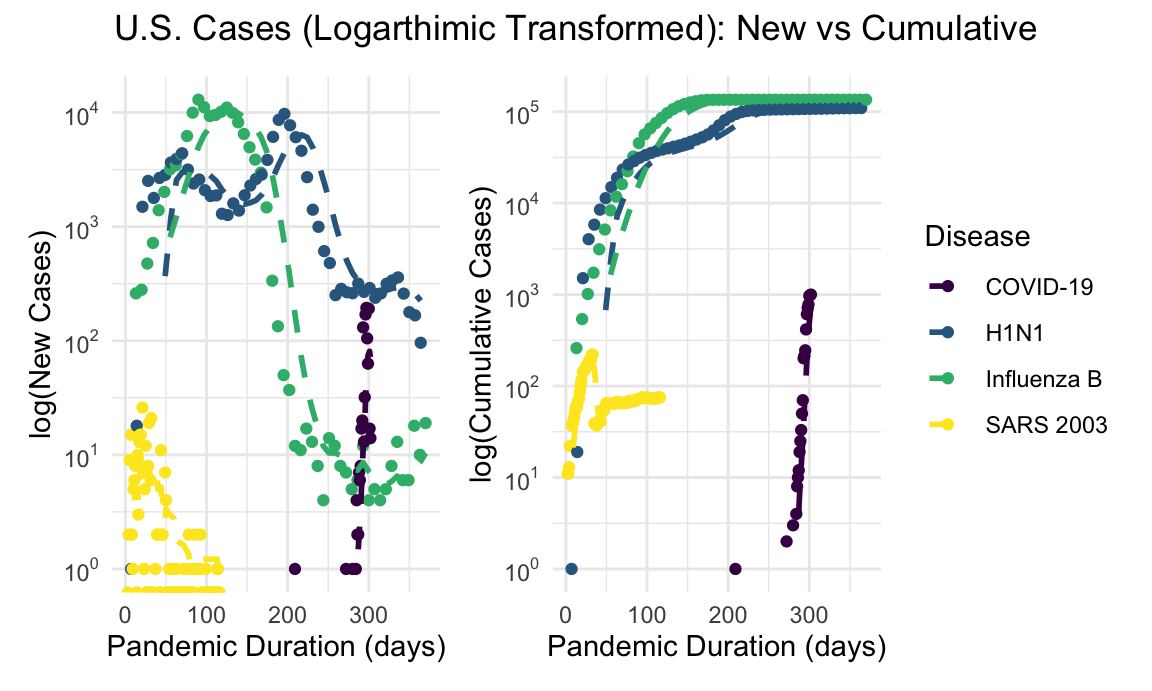 U.S. Cases (Logarthimic Transformed): New vs Cumulative
log(New Cases)
10^4
10^3
10^2
10^1
10^0
0 100 200 300
Pandemic Duration (days)
log(Cumulative Cases)
10^5
10^4
10^3
10^2
10^1
10^0
0 100 200 300
Pandemic Duration (days)
Disease
COVID-19
H1N1
Influenza B
SARS 2003